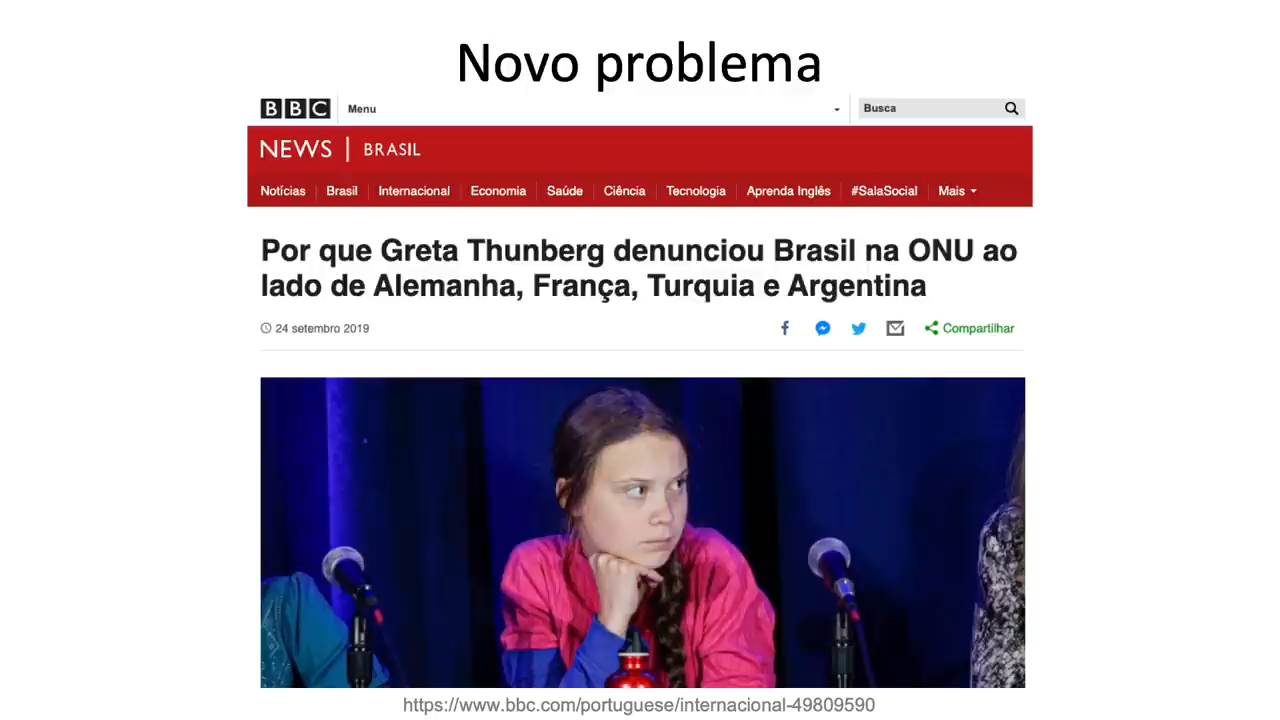 Novo problema
BBC Menu Busca
NEWS | BRASIL
Notícias Brasil Internacional Economia Saúde Ciência Tecnologia Aprenda Inglês #SalaSocial Mais
Por que Greta Thunberg denunciou Brasil na ONU ao
lado de Alemanha, França, Turquia e Argentina
24 setembro 2019 Compartilhar
https://www.bbc.com/portuguese/internacional-49809590